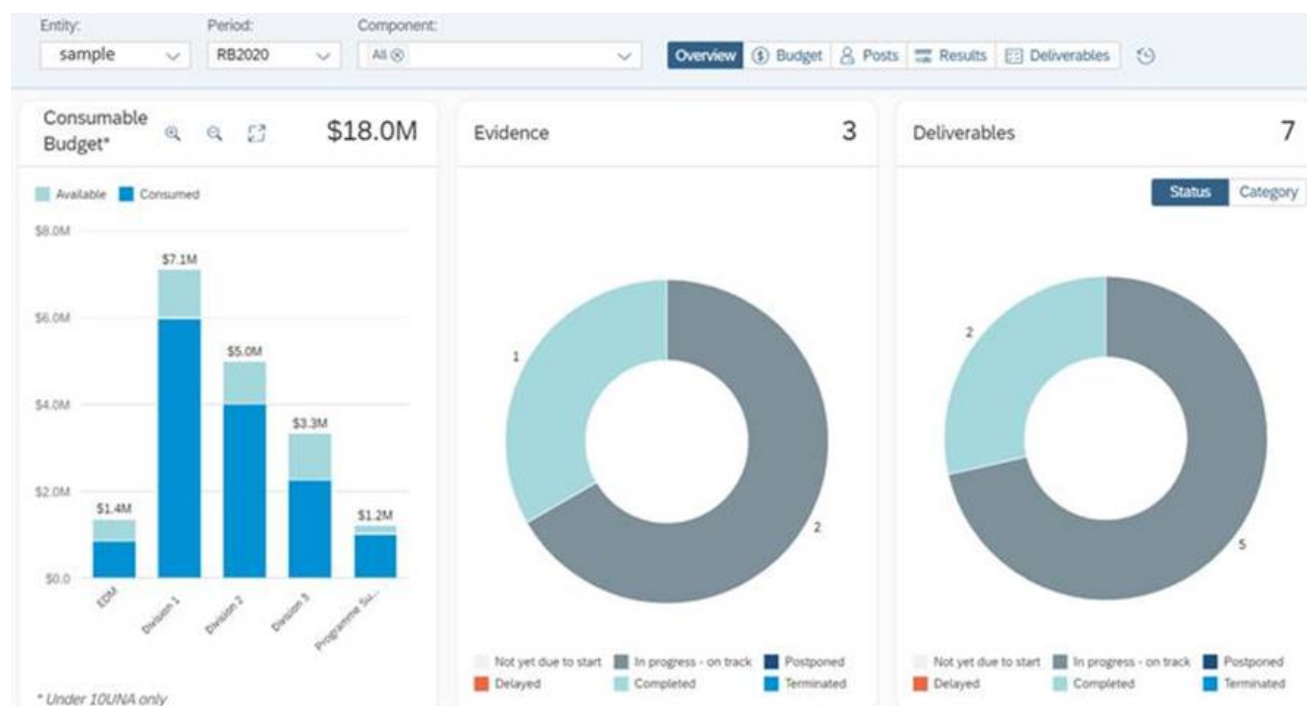 Entity: Period: Component:
sample RB2020 All Overview Budget Posts Results Deliverables
Consumable
Budget*
$18.0M
Available Consumed
$8.0M
$7.1M
$6.0M
$5.0M
$4.0M
$3.3M
$2.0M
$1.4M
$1.2M
$0.0
EDM Division 1 Division 2 Division 3 Programme Su...
* Under 10UNA only
Evidence 3
1
2
Not yet due to start In progress - on track Postponed
Delayed Completed Terminated
Deliverables 7
Status Category
2
5
Not yet due to start In progress - on track Postponed
Delayed Completed Terminated